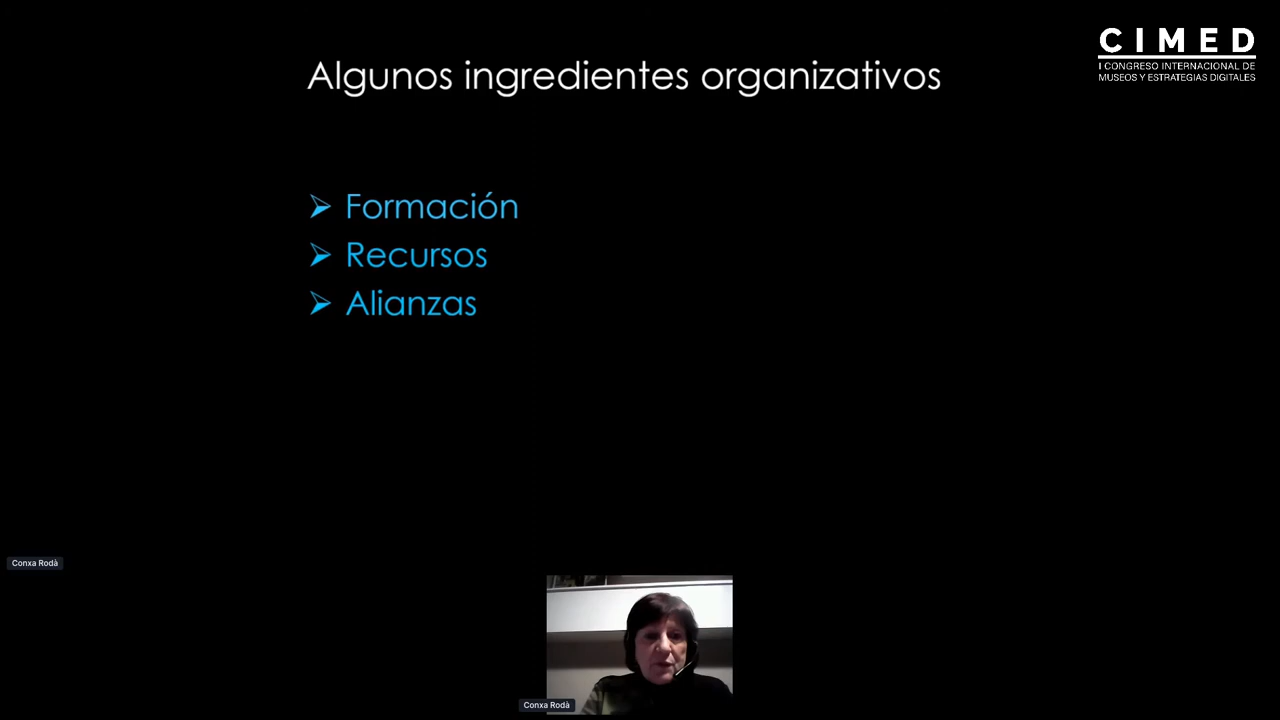 CIMED
I CONGRESO INTERNACIONAL DE
MUSEOS Y ESTRATEGIAS DIGITALES
Algunos ingredientes organizativos
➢ Formación
➢ Recursos
➢ Alianzas
Conxa Rodà
Conxa Rodà